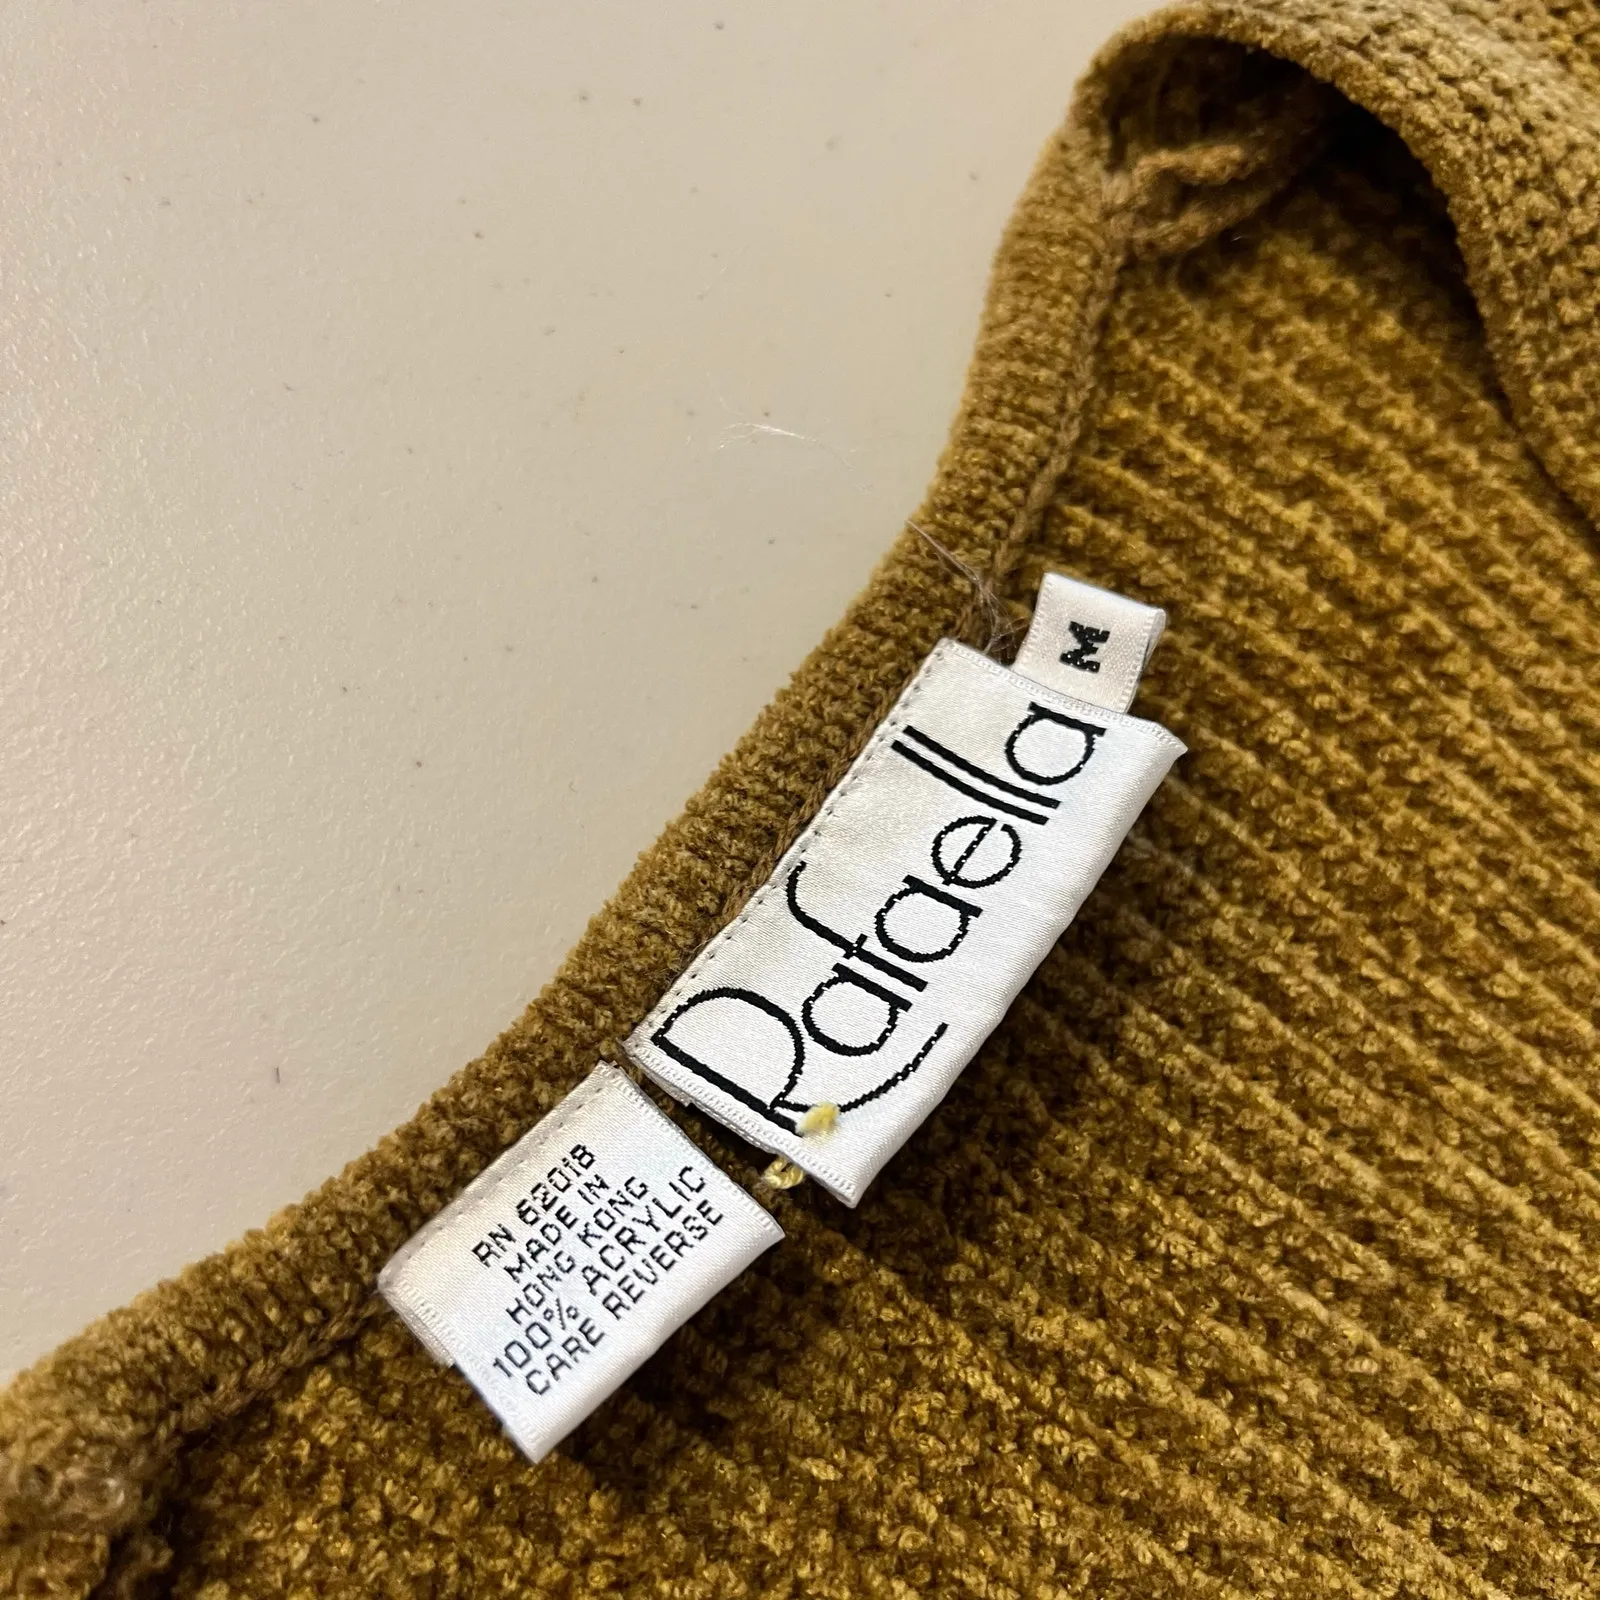 M
Rafaella
RN 62018
MADE IN
HONG KONG
100% ACRYLIC
CARE REVERSE